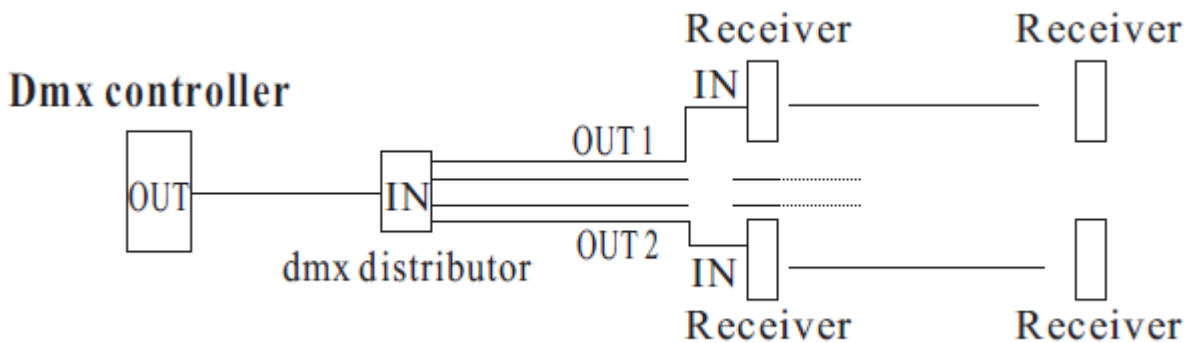 Receiver Receiver
Dmx controller
IN
OUT 1
OUT
IN
dmx distributor
OUT 2
IN
Receiver Receiver